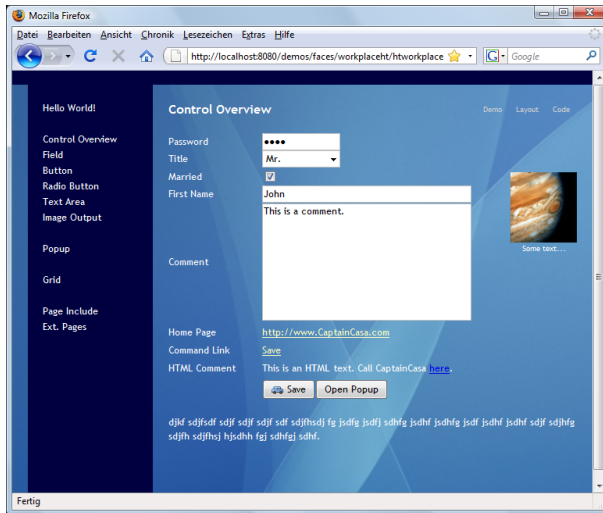 Mozilla Firefox
Datei Bearbeiten Ansicht Chronik Lesezeichen Extras Hilfe
http://localhost:8080/demos/faces/workplaceht/htworkplace
G Google
Hello World!
Control Overview
Demo Layout Code
Control Overview
Field
Button
Radio Button
Text Area
Image Output
Popup
Grid
Page Include
Ext. Pages
Password ••••
Title Mr.
Married
First Name John
Comment This is a comment.
Some text...
Home Page http://www.CaptainCasa.com
Command Link Save
HTML Comment This is an HTML text. Call CaptainCasa here.
Save Open Popup
djkf sdjfsdf sdjf sdjf sdjf sdf sdjfhsdj fg jsdfg jsdfj sdhfg jsdhf jsdhfg jsdf jsdhf jsdhf sdjf sdjhfg
sdjfh sdjfhsj hjsdhh fgj sdhfgj sdhf.
Fertig